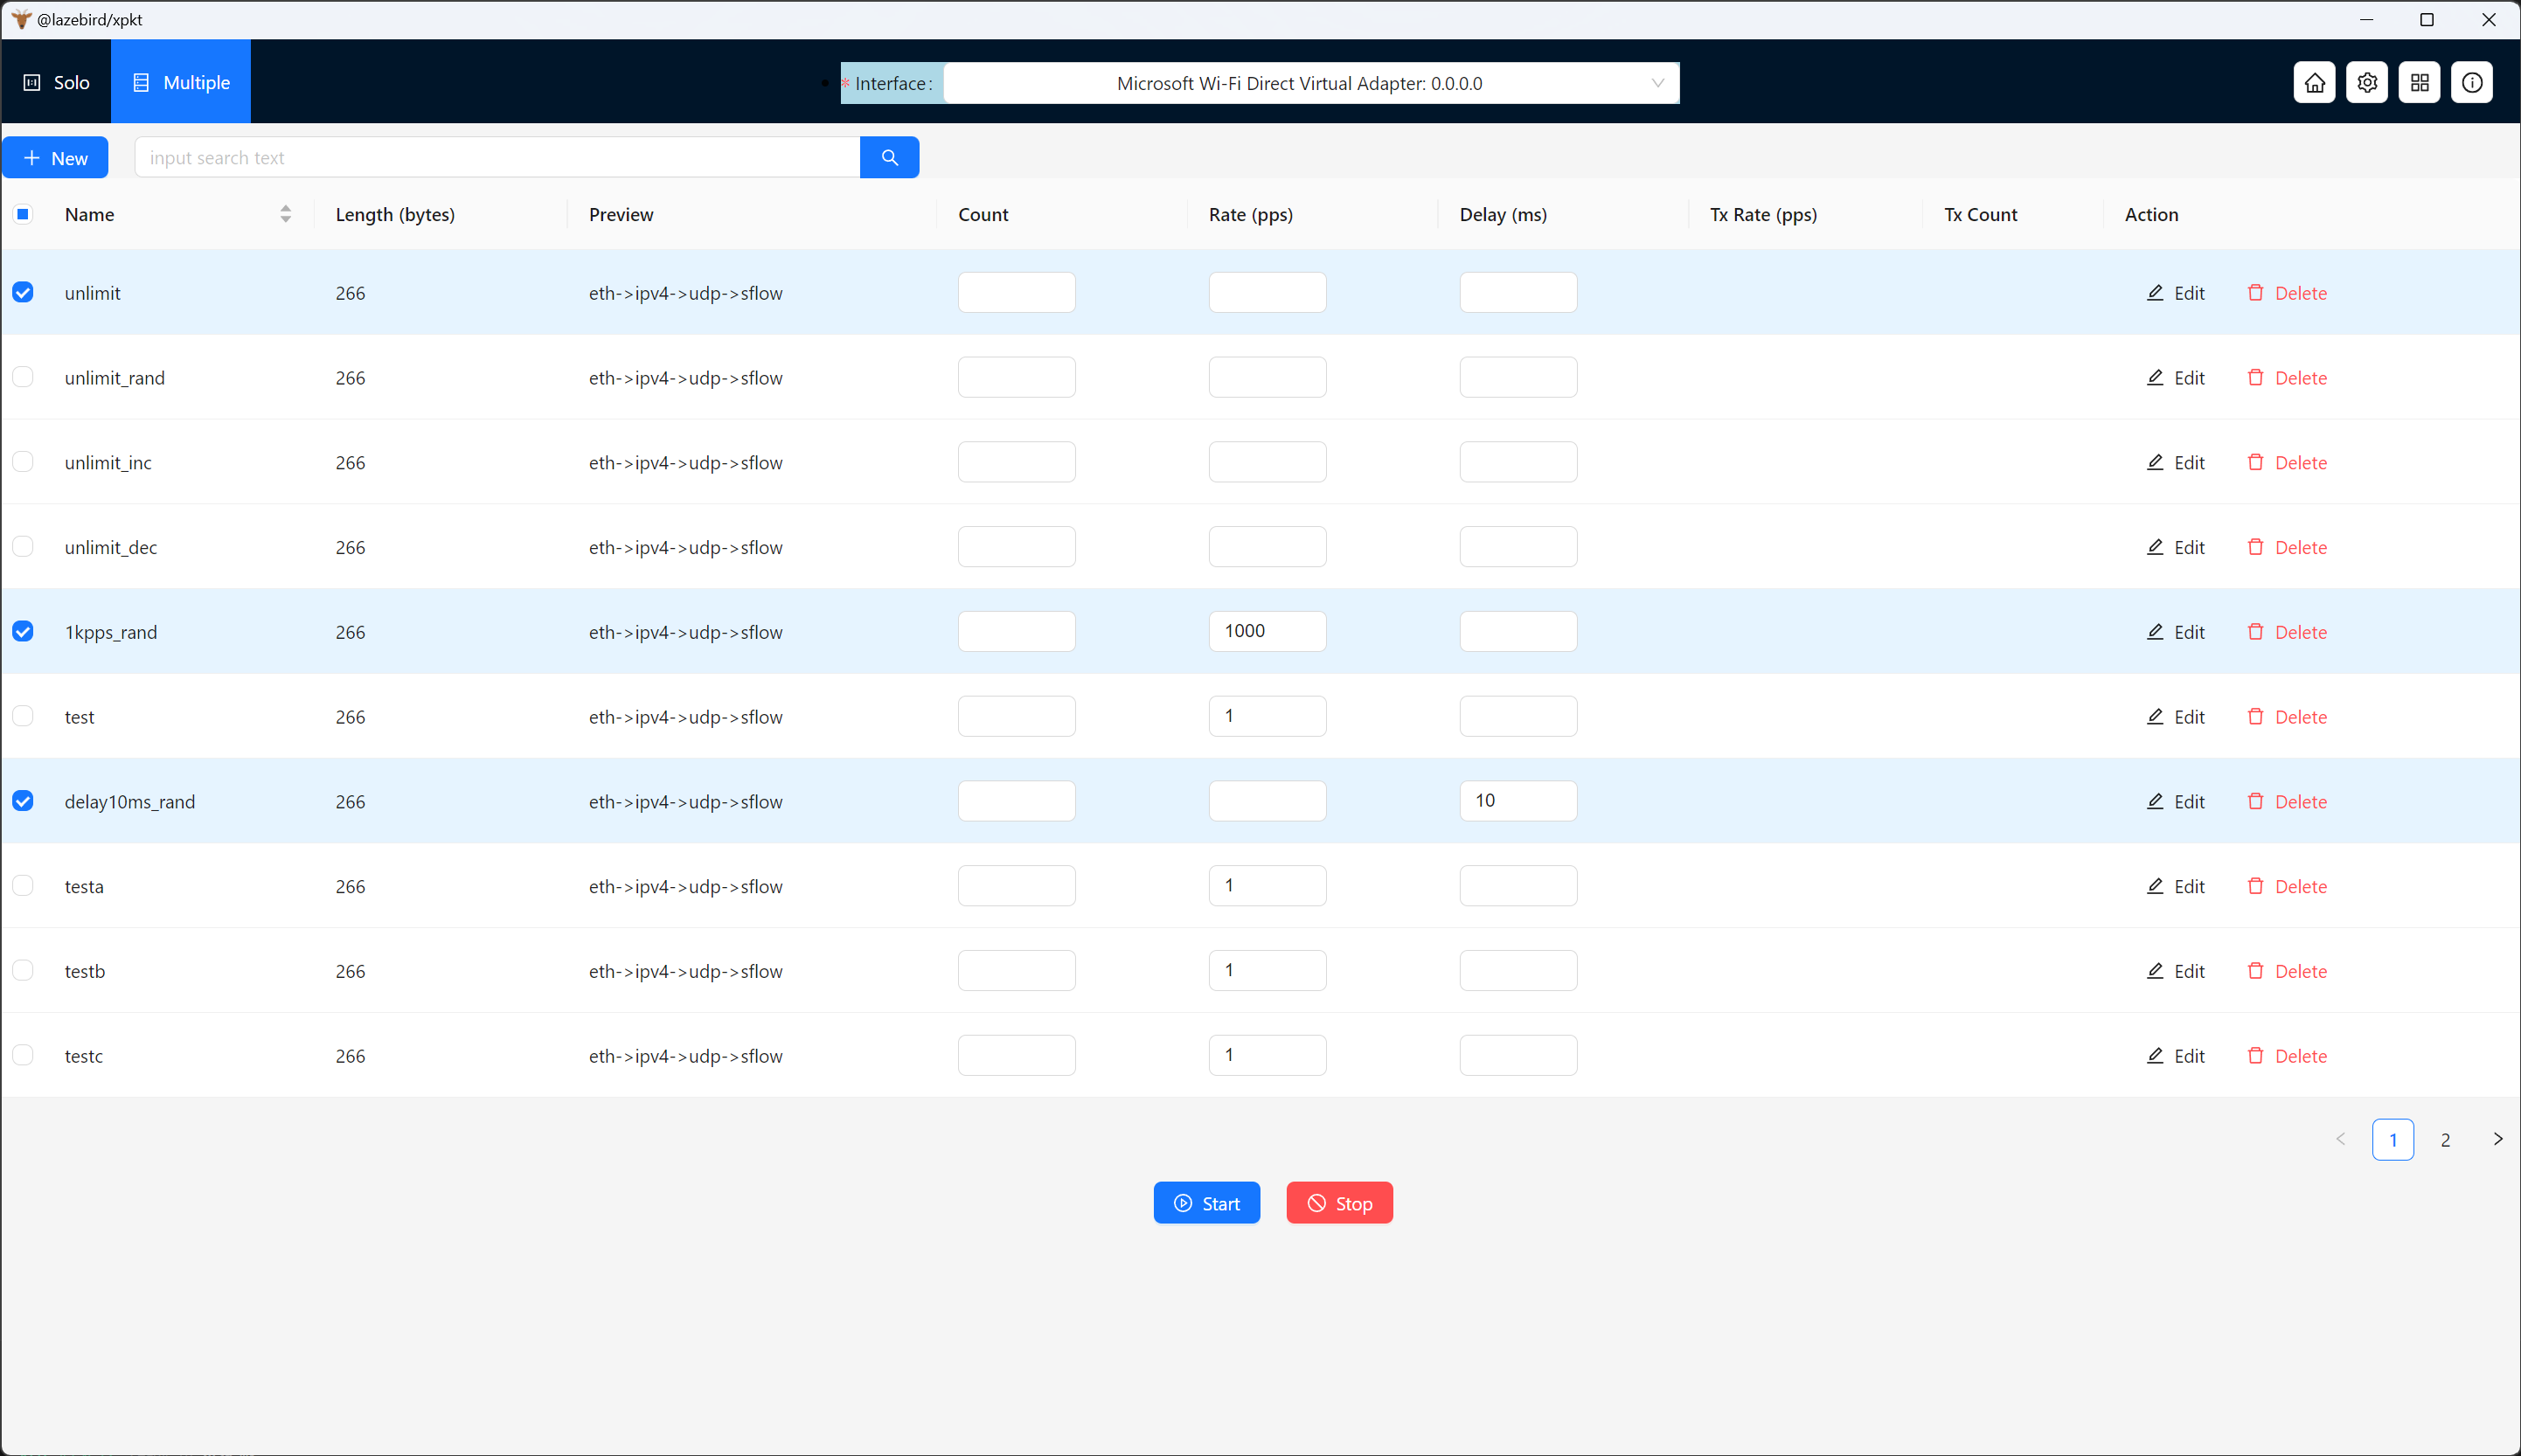 @lazebird/xpkt
Solo Multiple * Interface: Microsoft Wi-Fi Direct Virtual Adapter: 0.0.0.0
+ New input search text
Name Length (bytes) Preview Count Rate (pps) Delay (ms) Tx Rate (pps) Tx Count Action
unlimit 266 eth->ipv4->udp->sflow Edit Delete
unlimit_rand 266 eth->ipv4->udp->sflow Edit Delete
unlimit_inc 266 eth->ipv4->udp->sflow Edit Delete
unlimit_dec 266 eth->ipv4->udp->sflow Edit Delete
1kpps_rand 266 eth->ipv4->udp->sflow 1000 Edit Delete
test 266 eth->ipv4->udp->sflow 1 Edit Delete
delay10ms_rand 266 eth->ipv4->udp->sflow 10 Edit Delete
testa 266 eth->ipv4->udp->sflow 1 Edit Delete
testb 266 eth->ipv4->udp->sflow 1 Edit Delete
testc 266 eth->ipv4->udp->sflow 1 Edit Delete
< 1 2 >
Start Stop